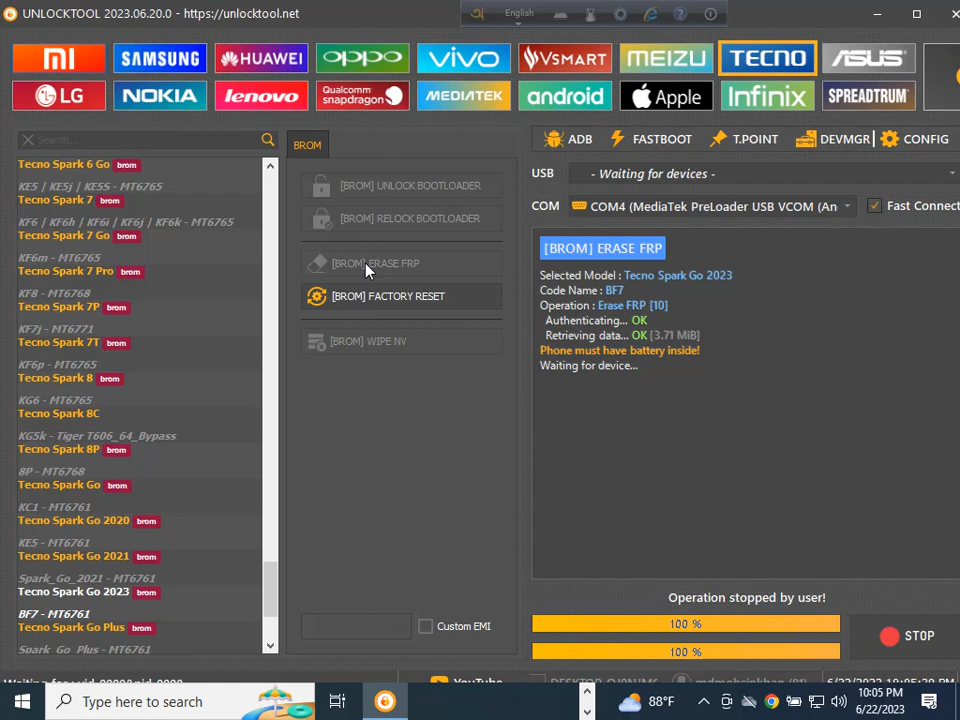 UNLOCKTOOL 2023.06.20.0 - https://unlocktool.net
English
mi SAMSUNG HUAWEI oppo vivo VSMART MEIZU TECNO ASUS
LG NOKIA lenovo Qualcomm snapdragon MEDIATEK android Apple Infinix SPREADTRUM
Search...
BROM
ADB FASTBOOT T.POINT DEVMGR CONFIG
USB - Waiting for devices -
COM COM4 (MediaTek PreLoader USB VCOM (An Fast Connect
Tecno Spark 6 Go brom
KE5 / KE5j / KE5S - MT6765
Tecno Spark 7 brom
KF6 / KF6h / KF6i / KF6j / KF6k - MT6765
Tecno Spark 7 Go brom
KF6m - MT6765
Tecno Spark 7 Pro brom
KF8 - MT6768
Tecno Spark 7P brom
KF7j - MT6771
Tecno Spark 7T brom
KF6p - MT6765
Tecno Spark 8 brom
KG6 - MT6765
Tecno Spark 8C
KG5k - Tiger T606_64_Bypass
Tecno Spark 8P brom
8P - MT6768
Tecno Spark Go brom
KC1 - MT6761
Tecno Spark Go 2020 brom
KE5 - MT6761
Tecno Spark Go 2021 brom
Spark_Go_2021 - MT6761
Tecno Spark Go 2023 brom
BF7 - MT6761
Tecno Spark Go Plus brom
Spark_Go_Plus - MT6761
[BROM] UNLOCK BOOTLOADER
[BROM] RELOCK BOOTLOADER
[BROM] ERASE FRP
[BROM] FACTORY RESET
[BROM] WIPE NV
Custom EMI
[BROM] ERASE FRP
Selected Model : Tecno Spark Go 2023
Code Name : BF7
Operation : Erase FRP [10]
Authenticating... OK
Retrieving data... OK [3.71 MiB]
Phone must have battery inside!
Waiting for device...
Operation stopped by user!
100 %
100 %
STOP
YouTube
Type here to search
88°F
10:05 PM
6/22/2023